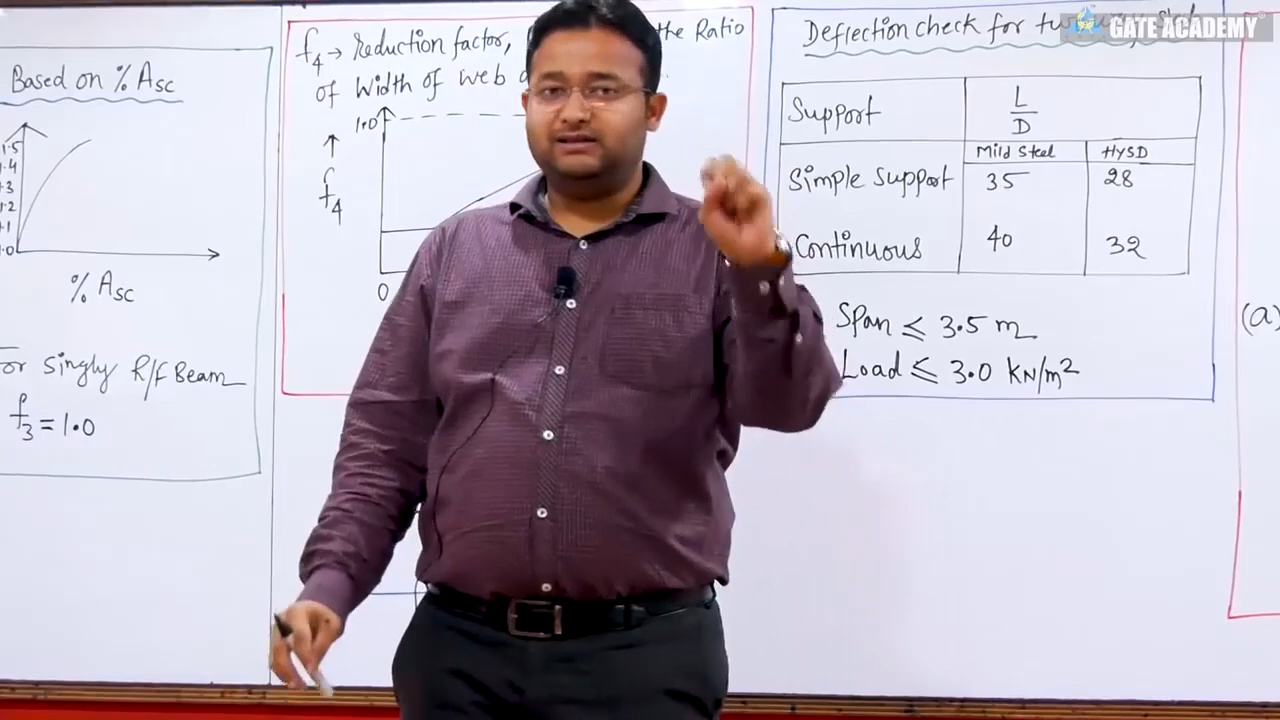 Based on % Asc
1.5
1.4
1.3
1.2
1.1
1.0
% Asc
For Singly R/f Beam
f3 = 1.0
f4 → Reduction factor, the Ratio
of Width of web
1.0
f4
0
Deflection check for
Support L/D
Mild Steel HYSD
Simple Support 35 28
Continuous 40 32
Span ≤ 3.5 m
Load ≤ 3.0 KN/m²
(a)
GATE ACADEMY